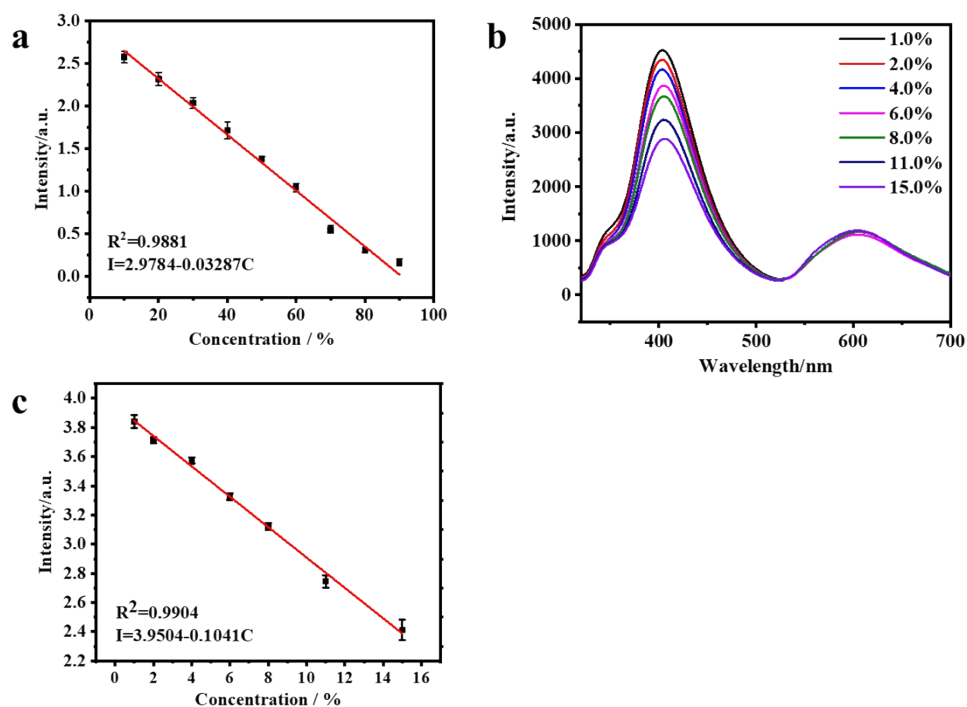 a
3.0
2.5
2.0
1.5
1.0
0.5
0.0
Intensity/a.u.
R²=0.9881
I=2.9784-0.03287C
0 20 40 60 80 100
Concentration / %
b
5000
4000
3000
2000
1000
0
Intensity/a.u.
1.0%
2.0%
4.0%
6.0%
8.0%
11.0%
15.0%
400 500 600 700
Wavelength/nm
c
4.0
3.8
3.6
3.4
3.2
3.0
2.8
2.6
2.4
2.2
Intensity/a.u.
R²=0.9904
I=3.9504-0.1041C
0 2 4 6 8 10 12 14 16
Concentration / %